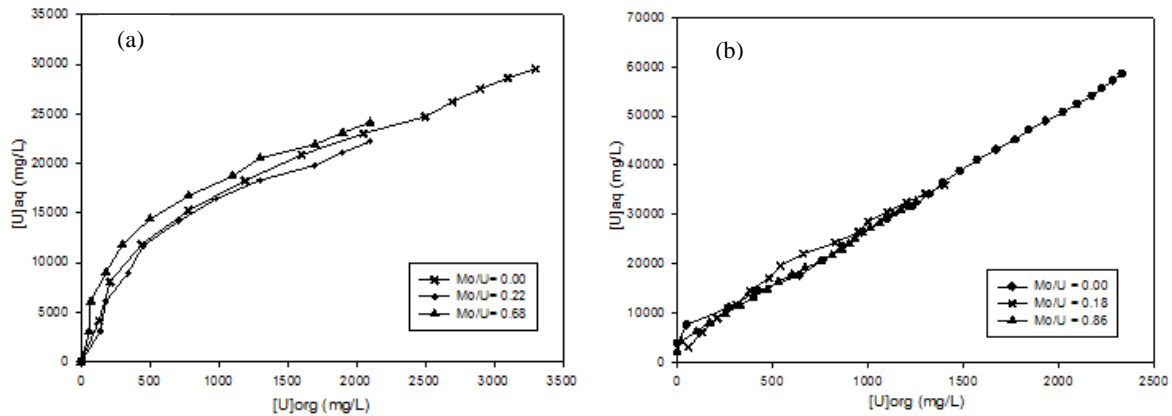 (a)
35000
30000
25000
20000
15000
10000
5000
0
[U]aq (mg/L)
0 500 1000 1500 2000 2500 3000 3500
[U]org (mg/L)
Mo/U= 0.00
Mo/U= 0.22
Mo/U= 0.68
(b)
70000
60000
50000
40000
30000
20000
10000
0
[U]aq (mg/L)
0 500 1000 1500 2000 2500
[U]org (mg/L)
Mo/U = 0.00
Mo/U = 0.18
Mo/U = 0.86